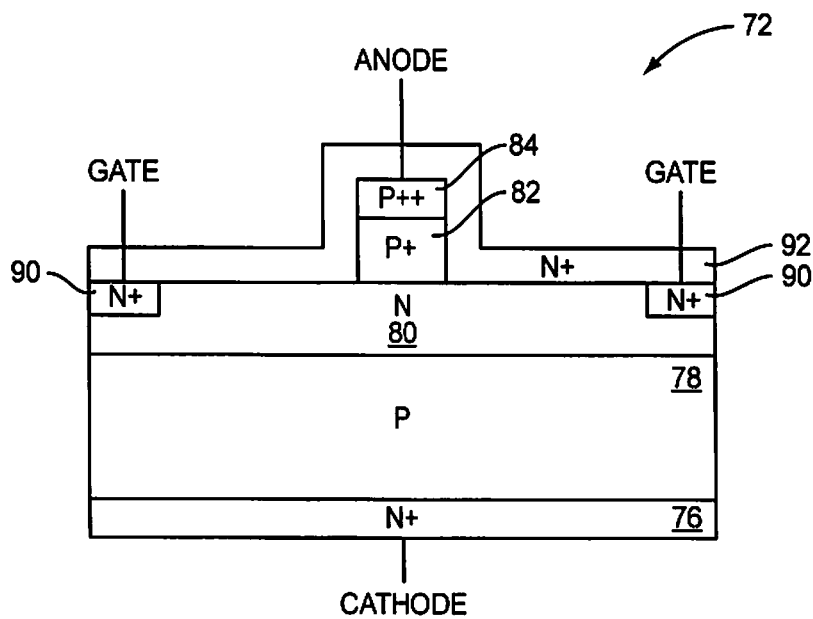 72
ANODE
GATE
P++
84
GATE
82
P+
92
90
N+
N+
N
N+
90
80
78
P
N+
76
CATHODE